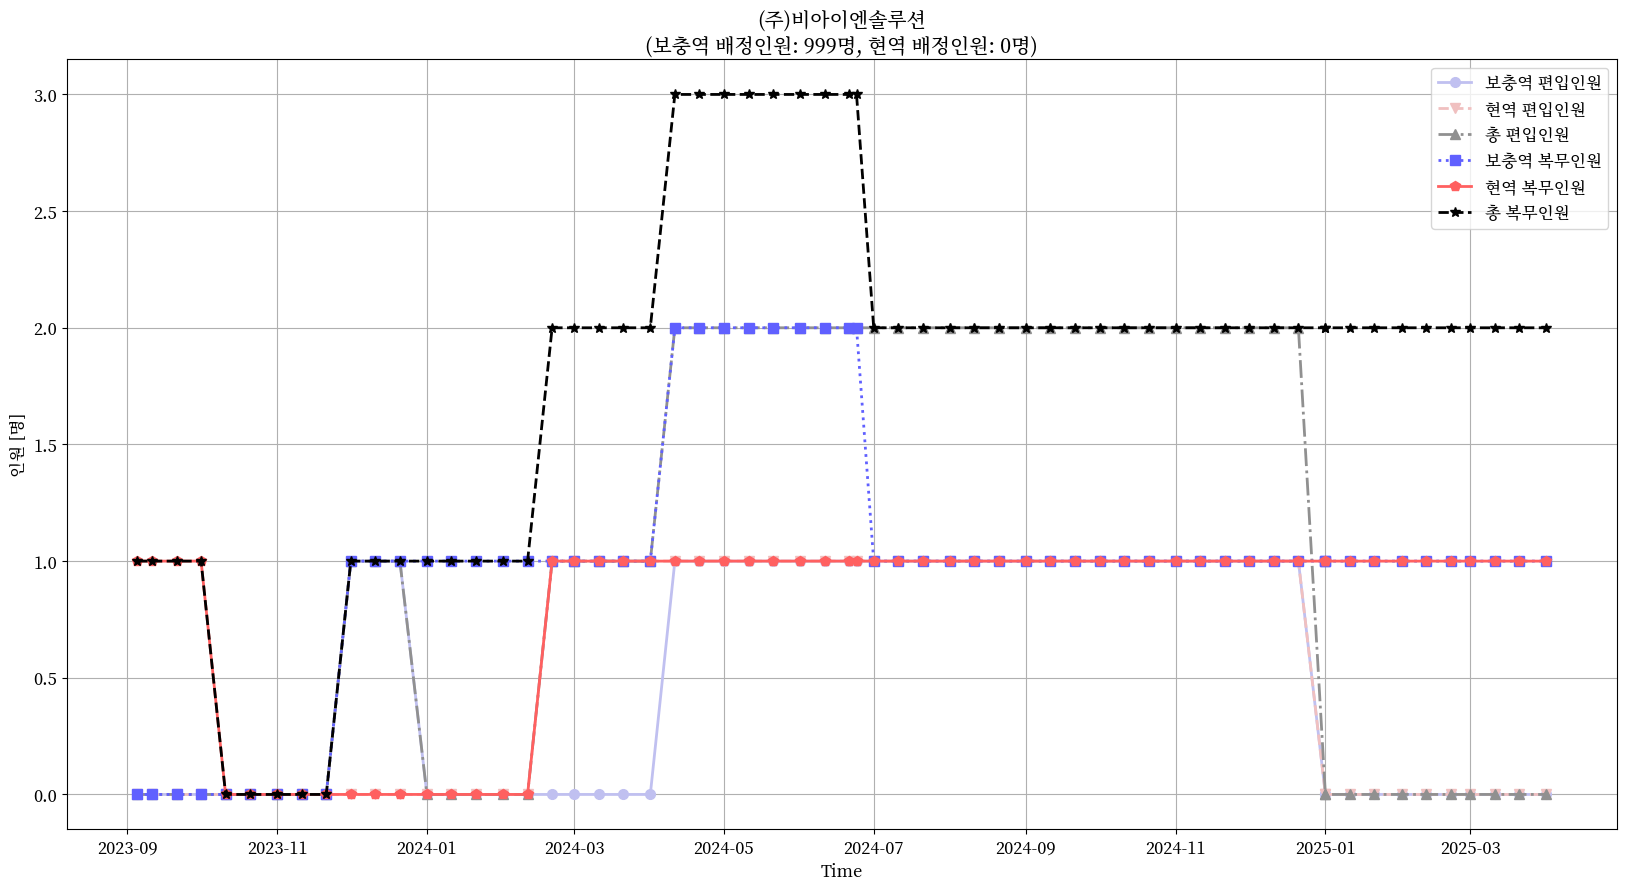 (주)비아이엔솔루션
(보충역 배정인원: 999명, 현역 배정인원: 0명)
보충역 편입인원
현역 편입인원
총 편입인원
보충역 복무인원
현역 복무인원
총 복무인원
인원 [명]
3.0
2.5
2.0
1.5
1.0
0.5
0.0
2023-09 2023-11 2024-01 2024-03 2024-05 2024-07 2024-09 2024-11 2025-01 2025-03
Time